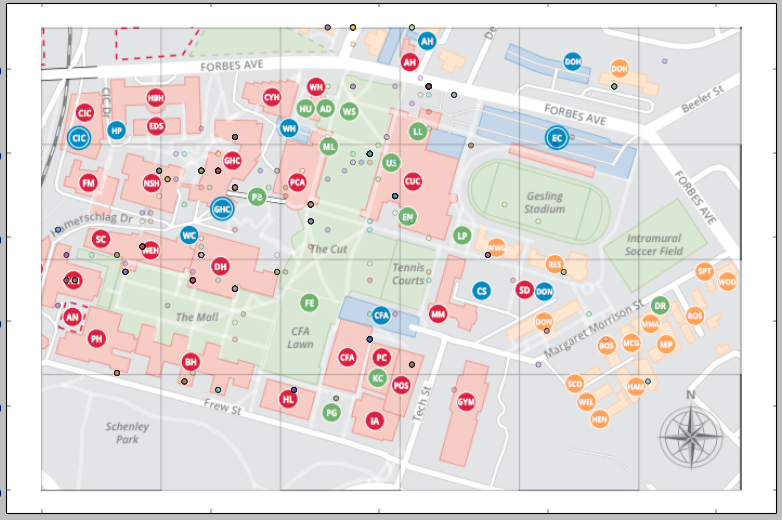 AH
AH
DOH
DOH
FORBES AVE
De
CIC Dr
CIC
HBH
CYH
WH
HU
AD
WS
Beeler St
FORBES AVE
CIC
HP
EDS
WH
LL
EC
ML
GHC
US
FORBES AVE
FM
NSH
PCA
CUC
GHC
Gesling
Stadium
Hamerschlag Dr
EN
SC
WC
LP
WEH
The Cut
WWG
Intramural
Soccer Field
DH
Tennis
Courts
RES
SPT
WOO
CS
SD
DON
AN
The Mall
FE
CFA
MM
DON
DR
ROS
PH
CFA
Lawn
Margaret Morrison St
MMA
BOS
MCG
MP
BH
CFA
PC
KC
POS
SCO
HAM
Frew St
HL
PG
IA
Tech St
GYM
WEL
HEN
N
Schenley
Park